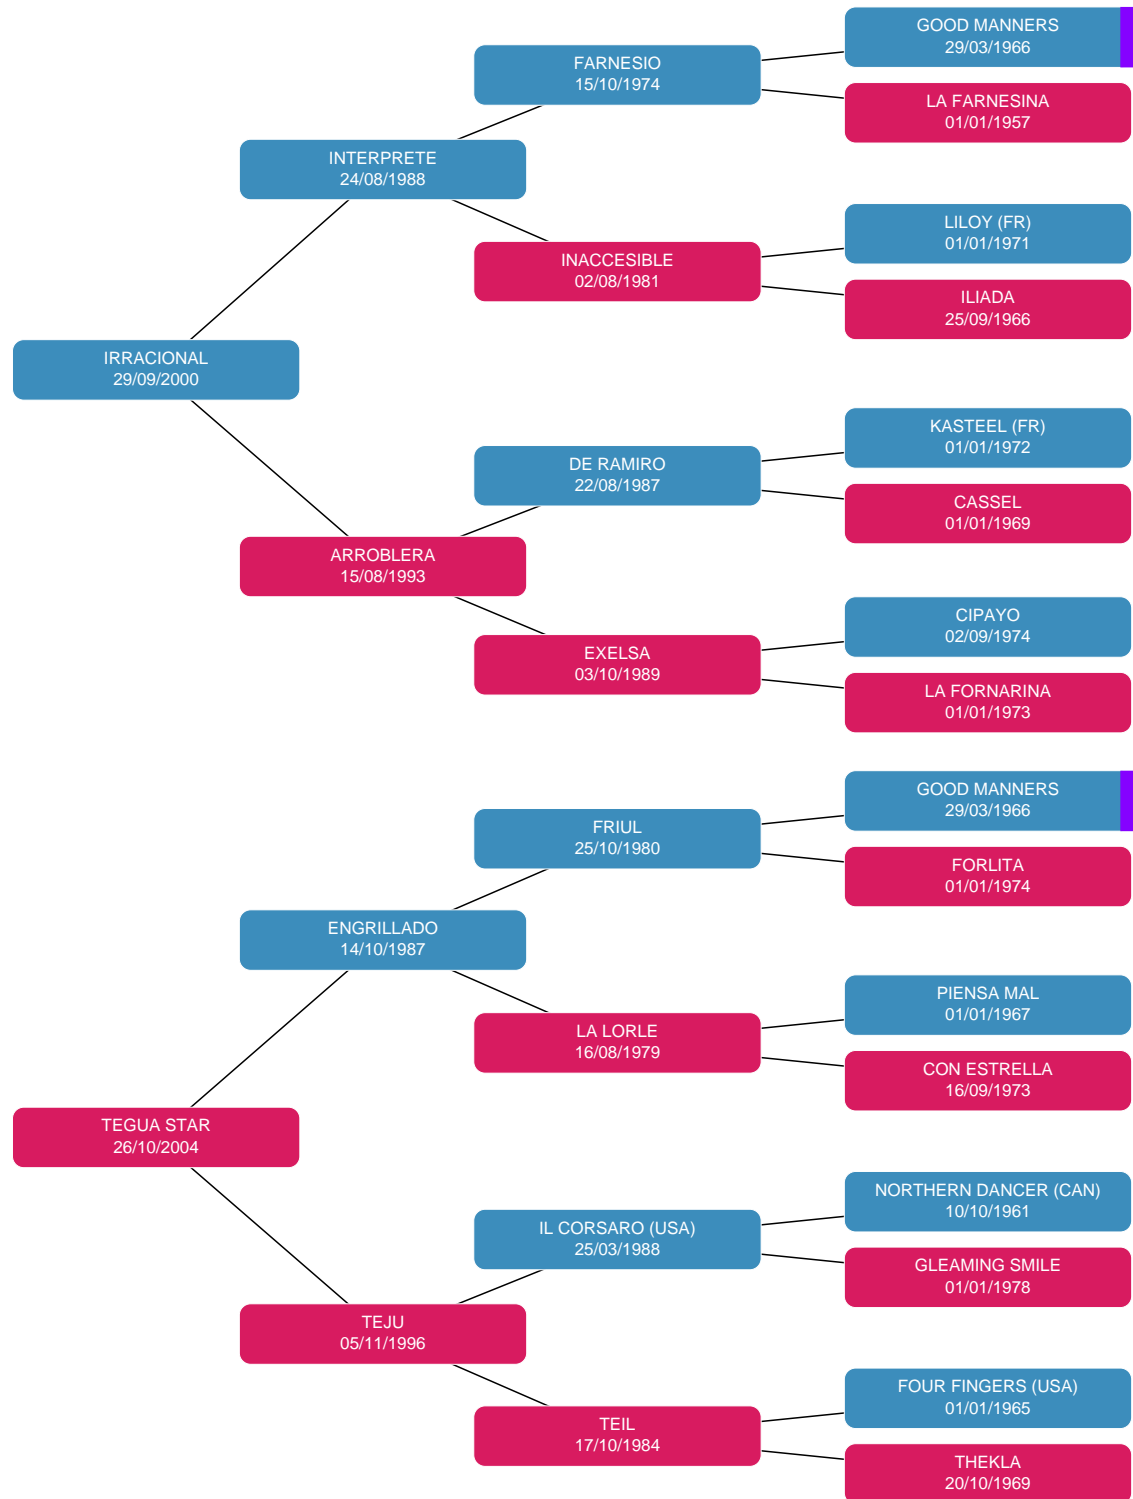 GOOD MANNERS
29/03/1966
FARNESIO
15/10/1974
LA FARNESINA
01/01/1957
INTERPRETE
24/08/1988
LILOY (FR)
01/01/1971
INACCESIBLE
02/08/1981
ILIADA
25/09/1966
IRRACIONAL
29/09/2000
KASTEEL (FR)
01/01/1972
DE RAMIRO
22/08/1987
CASSEL
01/01/1969
ARROBLERA
15/08/1993
CIPAYO
02/09/1974
EXELSA
03/10/1989
LA FORNARINA
01/01/1973
GOOD MANNERS
29/03/1966
FRIUL
25/10/1980
FORLITA
01/01/1974
ENGRILLADO
14/10/1987
PIENSA MAL
01/01/1967
LA LORLE
16/08/1979
CON ESTRELLA
16/09/1973
TEGUA STAR
26/10/2004
NORTHERN DANCER (CAN)
10/10/1961
IL CORSARO (USA)
25/03/1988
GLEAMING SMILE
01/01/1978
TEJU
05/11/1996
FOUR FINGERS (USA)
01/01/1965
TEIL
17/10/1984
THEKLA
20/10/1969